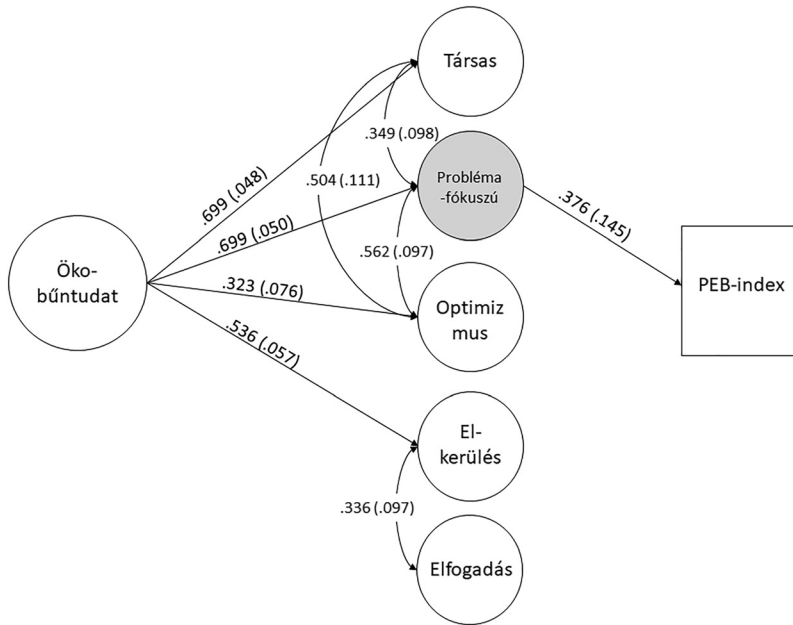 Társas
.349 (.098)
.504 (.111)
.699 (.048)
Probléma
-fókuszú
.376 (.145)
.699 (.050)
.562 (.097)
Öko-
bűntudat
.323 (.076)
PEB-index
Optimiz
mus
.536 (.057)
El-
kerülés
.336 (.097)
Elfogadás